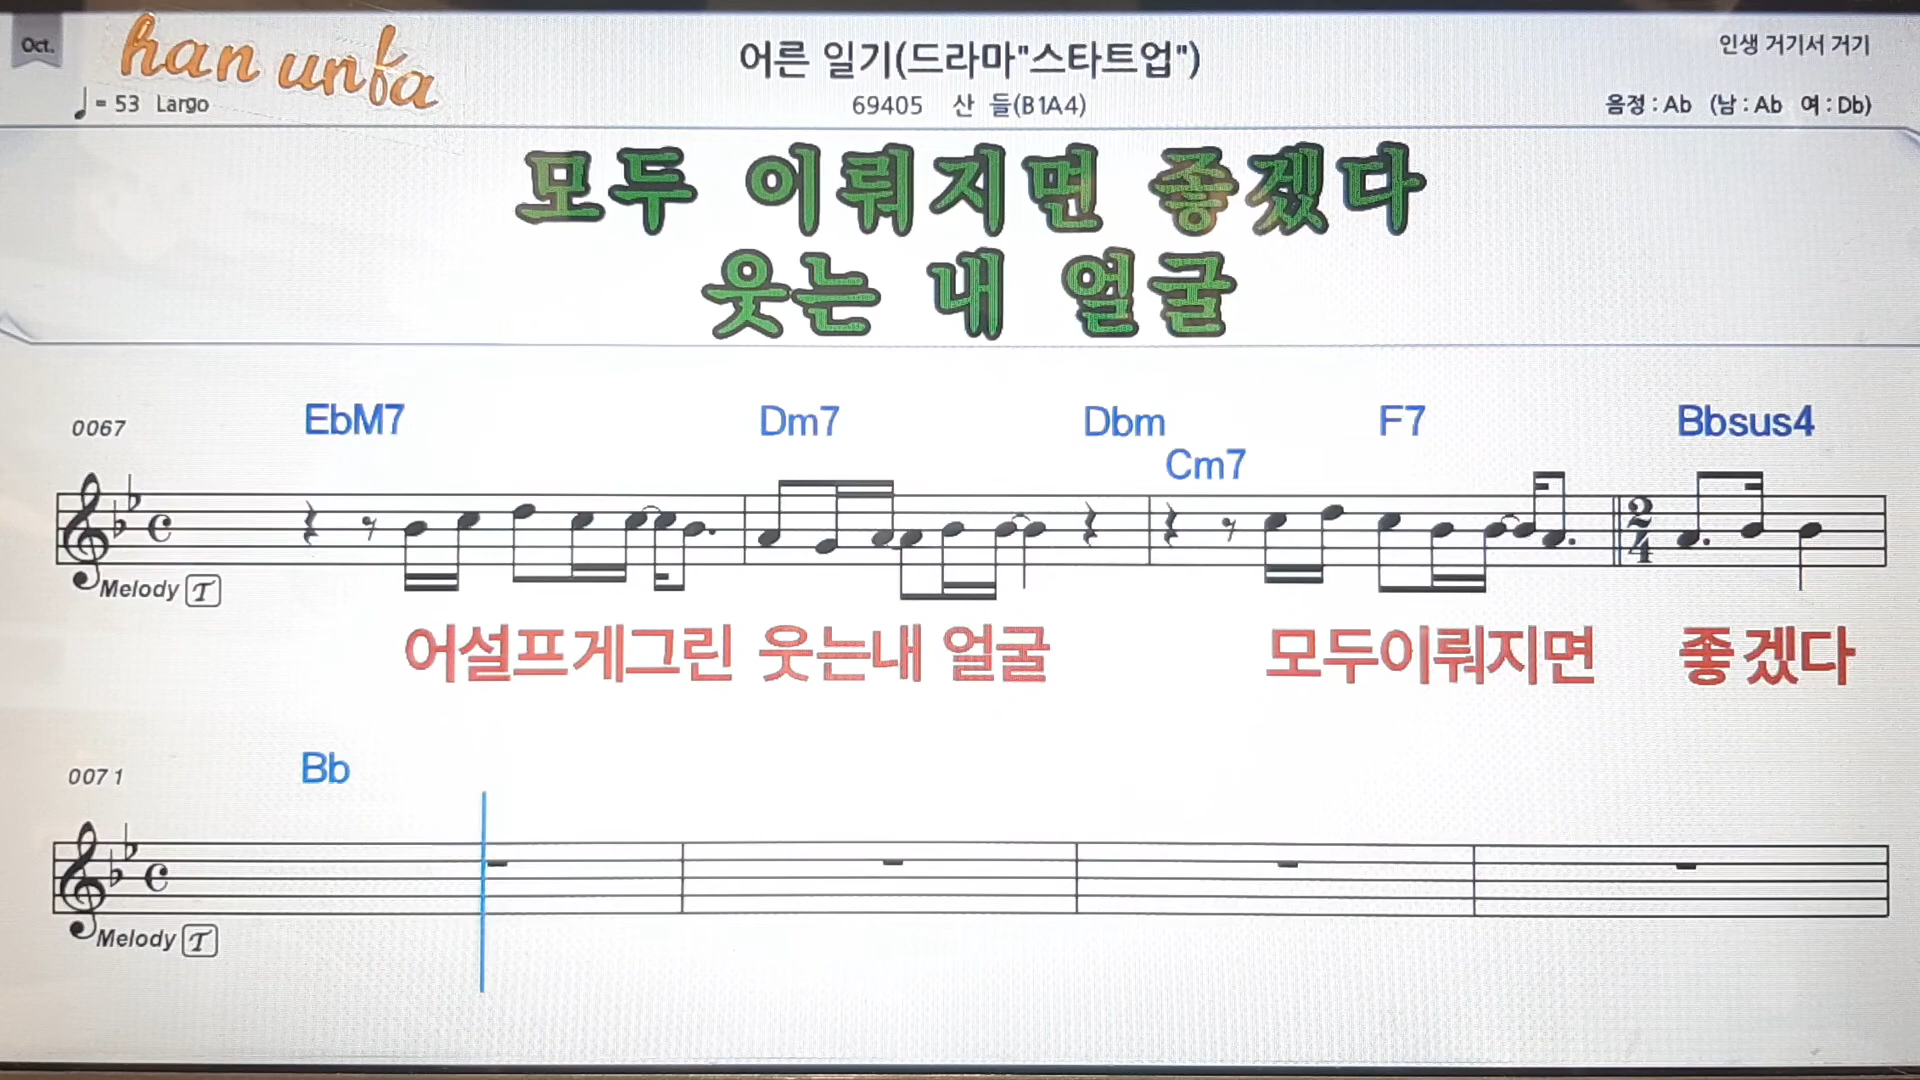 Oct.
han unfa
어른 일기(드라마"스타트업")
인생 거기서 거기
♩= 53 Largo
69405 산 들(B1A4)
음정 : Ab (남 : Ab 여 : Db)
모두 이뤄지면 좋겠다
웃는 내 얼굴
0067 EbM7 Dm7 Dbm Cm7 F7 Bbsus4
2/4
Melody T
어설프게그린 웃는내 얼굴 모두이뤄지면 좋겠다
0071 Bb
Melody T